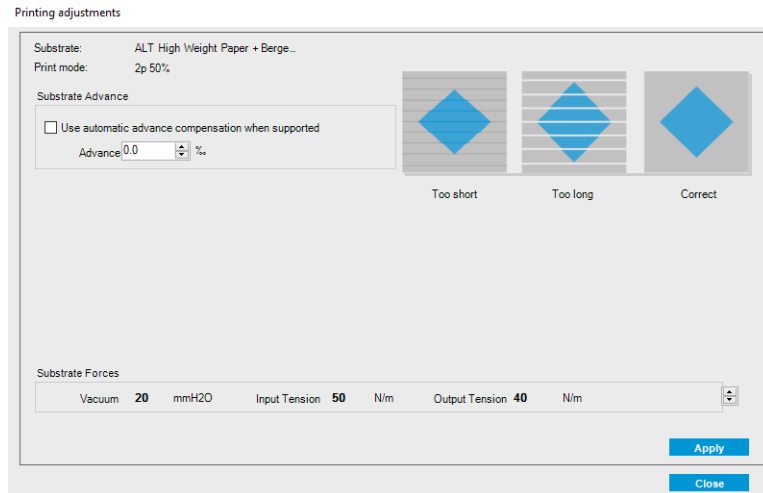 Printing adjustments
Substrate: ALT High Weight Paper + Berge...
Print mode: 2p 50%
Substrate Advance
Use automatic advance compensation when supported
Advance 0.0 ‰
Too short Too long Correct
Substrate Forces
Vacuum 20 mmH2O Input Tension 50 N/m Output Tension 40 N/m
Apply
Close